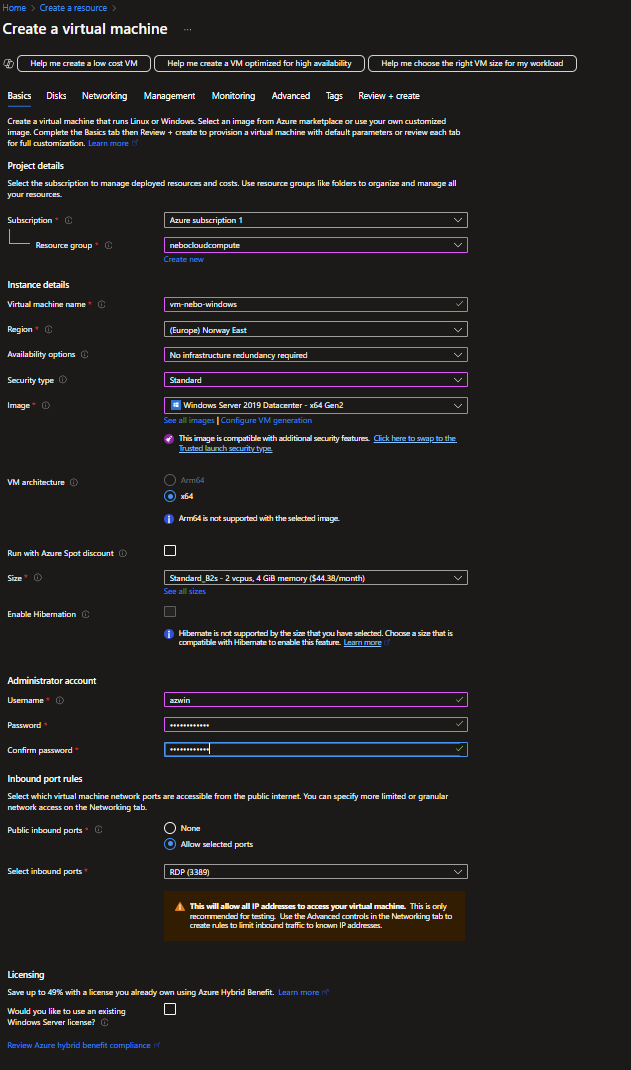 Home > Create a resource >
Create a virtual machine ...
Help me create a low cost VM
Help me create a VM optimized for high availability
Help me choose the right VM size for my workload
Basics Disks Networking Management Monitoring Advanced Tags Review + create
Create a virtual machine that runs Linux or Windows. Select an image from Azure marketplace or use your own customized
image. Complete the Basics tab then Review + create to provision a virtual machine with default parameters or review each tab
for full customization. Learn more
Project details
Select the subscription to manage deployed resources and costs. Use resource groups like folders to organize and manage all
your resources.
Subscription * Azure subscription 1
Resource group * nebocloudcompute
Create new
Instance details
Virtual machine name * vm-nebo-windows
Region * (Europe) Norway East
Availability options No infrastructure redundancy required
Security type Standard
Image * Windows Server 2019 Datacenter - x64 Gen2
See all images | Configure VM generation
This image is compatible with additional security features. Click here to swap to the
Trusted launch security type.
VM architecture Arm64
x64
Arm64 is not supported with the selected image.
Run with Azure Spot discount
Size * Standard_B2s - 2 vcpus, 4 GiB memory ($44.38/month)
See all sizes
Enable Hibernation
Hibernate is not supported by the size that you have selected. Choose a size that is
compatible with Hibernate to enable this feature. Learn more
Administrator account
Username * azwin
Password * ••••••••••••
Confirm password * ••••••••••••
Inbound port rules
Select which virtual machine network ports are accessible from the public internet. You can specify more limited or granular
network access on the Networking tab.
Public inbound ports * None
Allow selected ports
Select inbound ports * RDP (3389)
This will allow all IP addresses to access your virtual machine. This is only
recommended for testing. Use the Advanced controls in the Networking tab to
create rules to limit inbound traffic to known IP addresses.
Licensing
Save up to 49% with a license you already own using Azure Hybrid Benefit. Learn more
Would you like to use an existing
Windows Server license?
Review Azure hybrid benefit compliance